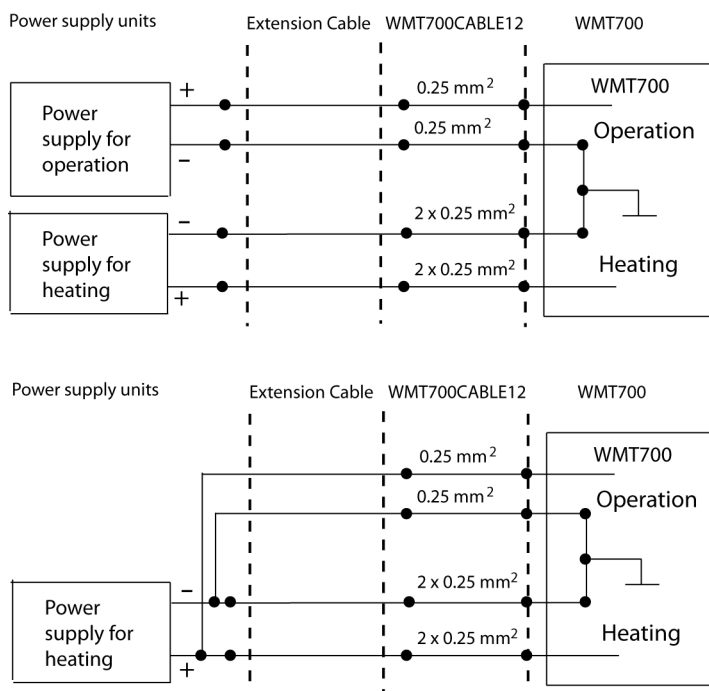 Power supply units Extension Cable WMT700CABLE12 WMT700
+ 0.25 mm² WMT700
Power
supply for
operation
0.25 mm² Operation
–
– 2 x 0.25 mm²
Power
supply for
heating
2 x 0.25 mm² Heating
+
Power supply units Extension Cable WMT700CABLE12 WMT700
0.25 mm² WMT700
0.25 mm² Operation
– 2 x 0.25 mm²
Power
supply for
heating
2 x 0.25 mm² Heating
+